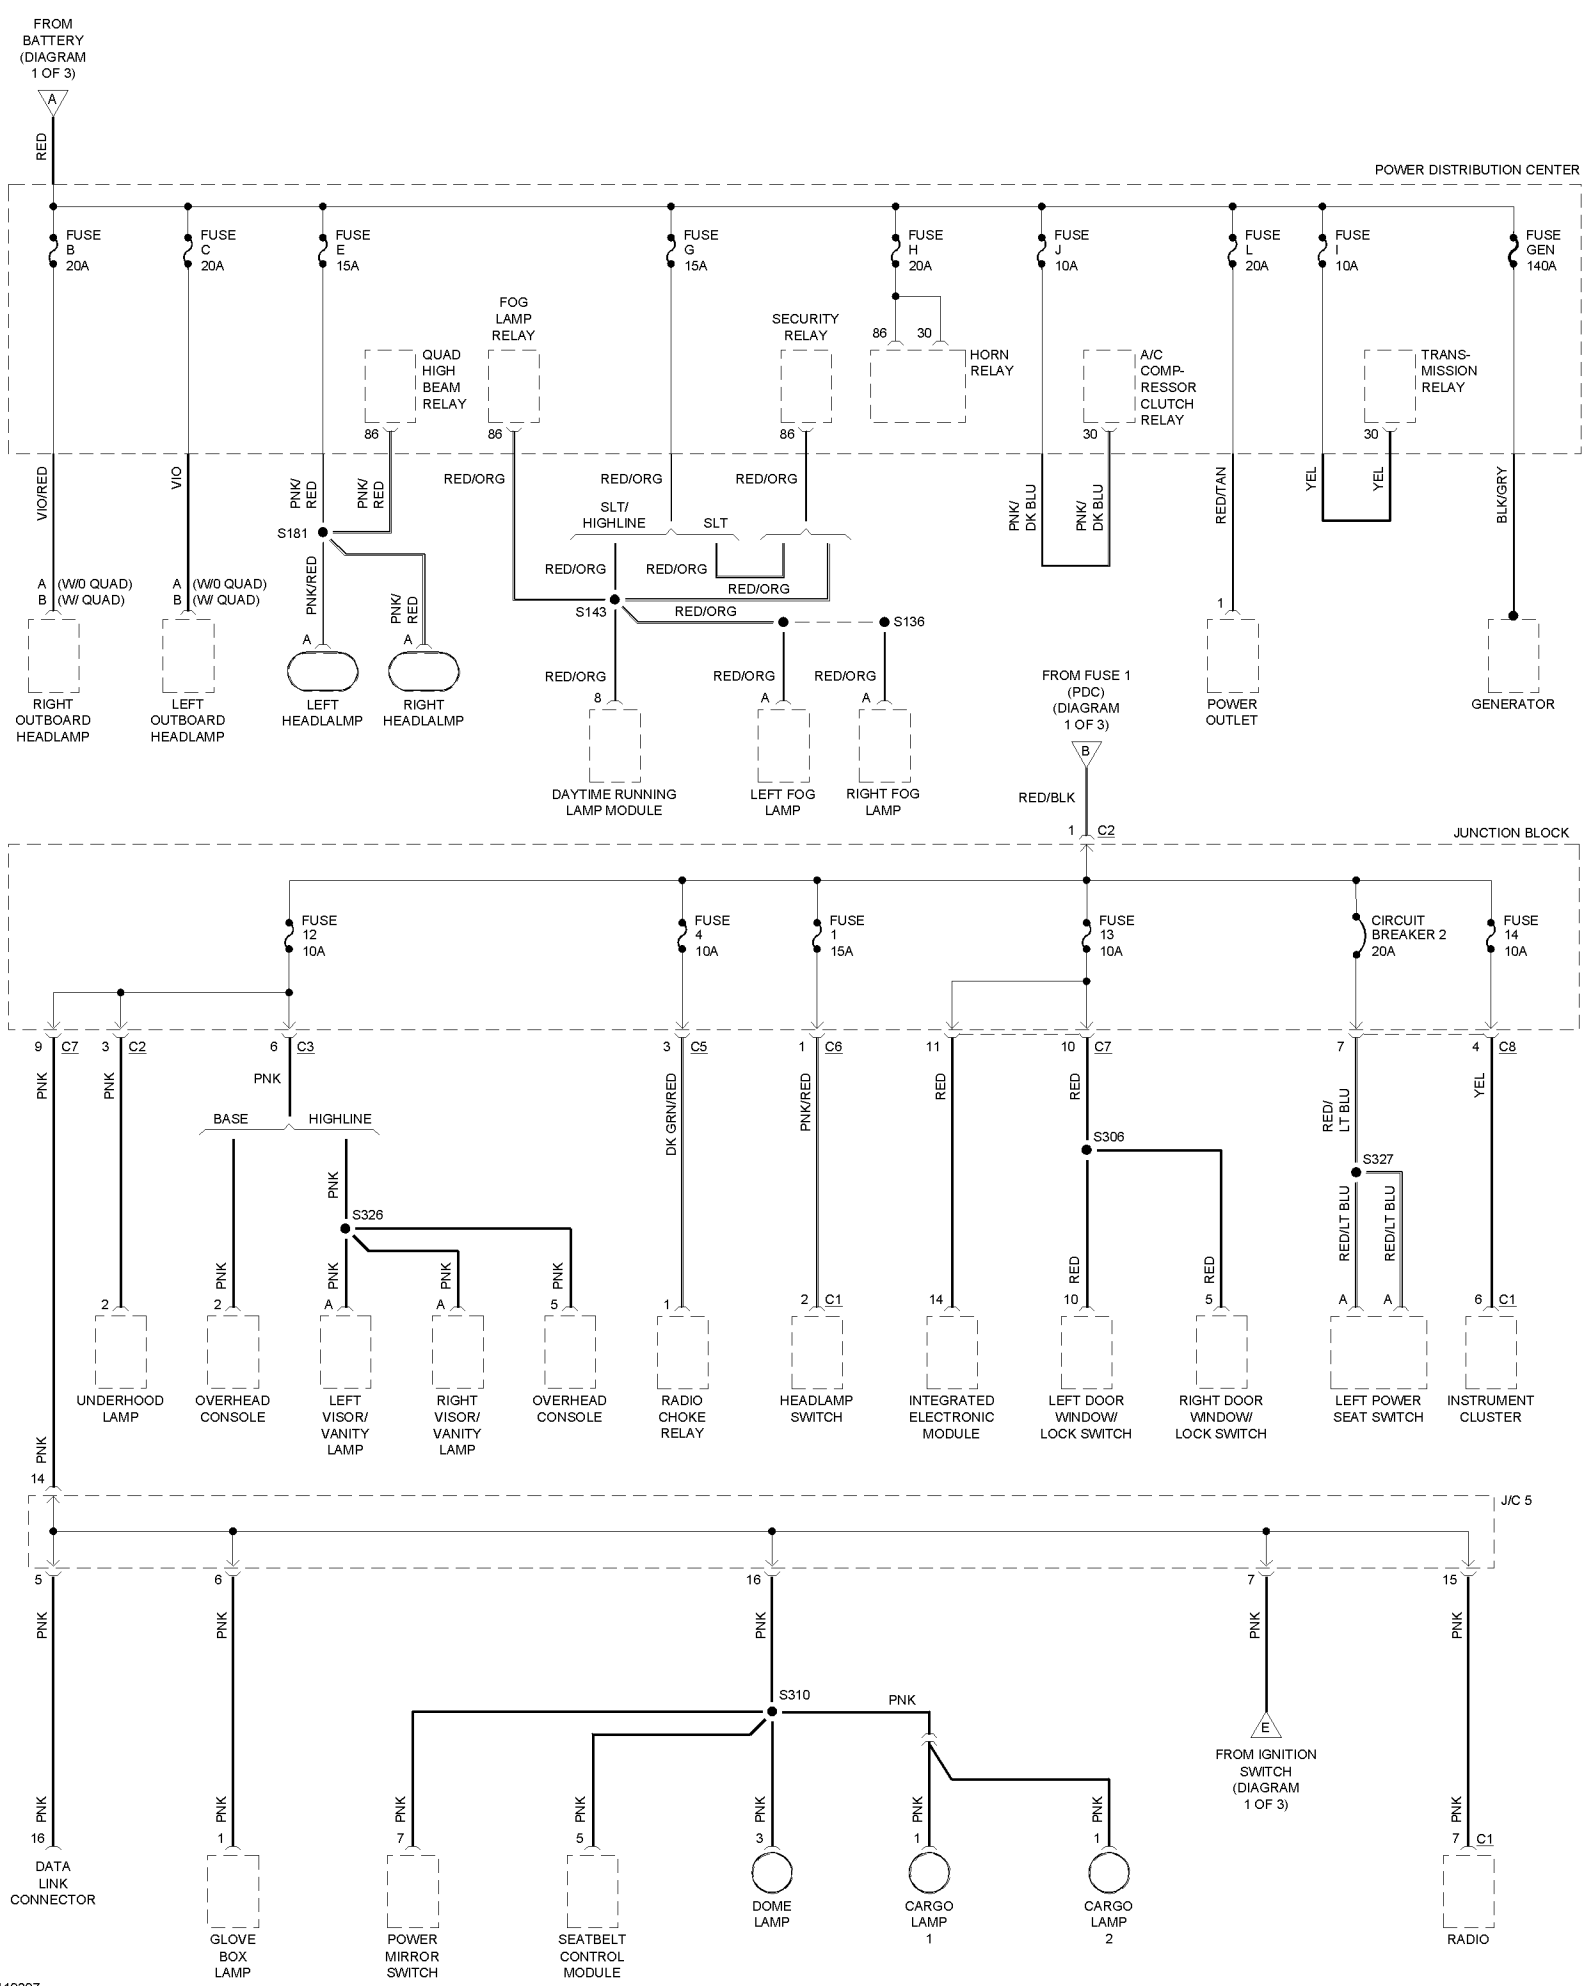 FROM
BATTERY
(DIAGRAM
1 OF 3)
A
RED
POWER DISTRIBUTION CENTER
FUSE
B
20A
FUSE
C
20A
FUSE
E
15A
FUSE
G
15A
FUSE
H
20A
FUSE
J
10A
FUSE
L
20A
FUSE
I
10A
FUSE
GEN
140A
QUAD
HIGH
BEAM
RELAY
86
FOG
LAMP
RELAY
86
SECURITY
RELAY
86
86
30
HORN
RELAY
A/C
COMP-
RESSOR
CLUTCH
RELAY
30
TRANS-
MISSION
RELAY
30
VIO/RED
VIO
PNK/
RED
PNK/
RED
RED/ORG
RED/ORG
RED/ORG
PNK/
DK BLU
PNK/
DK BLU
RED/TAN
YEL
YEL
BLK/GRY
S181
SLT/
HIGHLINE
SLT
A (W/0 QUAD)
B (W/ QUAD)
A (W/0 QUAD)
B (W/ QUAD)
PNK/RED
PNK/
RED
RED/ORG
RED/ORG
RED/ORG
S143
RED/ORG
S136
1
A
A
RED/ORG
RED/ORG
RED/ORG
8
A
A
RIGHT
OUTBOARD
HEADLAMP
LEFT
OUTBOARD
HEADLAMP
LEFT
HEADLALMP
RIGHT
HEADLALMP
DAYTIME RUNNING
LAMP MODULE
LEFT FOG
LAMP
RIGHT FOG
LAMP
FROM FUSE 1
(PDC)
(DIAGRAM
1 OF 3)
B
POWER
OUTLET
GENERATOR
RED/BLK
1 C2
JUNCTION BLOCK
FUSE
12
10A
FUSE
4
10A
FUSE
1
15A
FUSE
13
10A
CIRCUIT
BREAKER 2
20A
FUSE
14
10A
9 C7
3 C2
6 C3
3 C5
1 C6
11
10 C7
7
4 C8
PNK
PNK
PNK
DK GRN/RED
PNK/RED
RED
RED
RED/
LT BLU
YEL
BASE
HIGHLINE
S306
S327
PNK
S326
PNK
PNK
PNK
PNK
RED
RED
RED/LT BLU
RED/LT BLU
2
2
A
A
5
1
2 C1
14
10
5
A
A
6 C1
UNDERHOOD
LAMP
OVERHEAD
CONSOLE
LEFT
VISOR/
VANITY
LAMP
RIGHT
VISOR/
VANITY
LAMP
OVERHEAD
CONSOLE
RADIO
CHOKE
RELAY
HEADLAMP
SWITCH
INTEGRATED
ELECTRONIC
MODULE
LEFT DOOR
WINDOW/
LOCK SWITCH
RIGHT DOOR
WINDOW/
LOCK SWITCH
LEFT POWER
SEAT SWITCH
INSTRUMENT
CLUSTER
PNK
14
J/C 5
5
6
16
7
15
PNK
PNK
PNK
PNK
PNK
S310
PNK
E
FROM IGNITION
SWITCH
(DIAGRAM
1 OF 3)
PNK
PNK
PNK
PNK
PNK
PNK
PNK
PNK
16
1
7
5
3
1
1
7 C1
DATA
LINK
CONNECTOR
GLOVE
BOX
LAMP
POWER
MIRROR
SWITCH
SEATBELT
CONTROL
MODULE
DOME
LAMP
CARGO
LAMP
1
CARGO
LAMP
2
RADIO